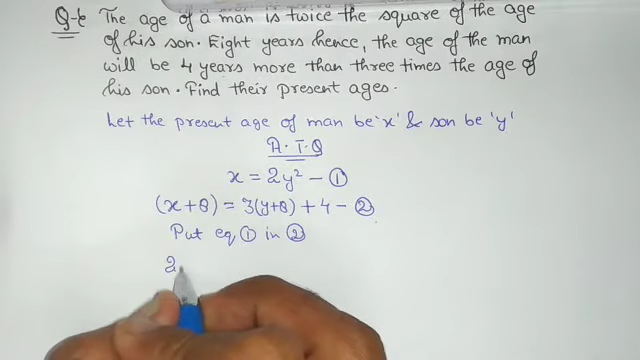 Q-6 The age of a man is twice the square of the age
of his son. Eight years hence, the age of the man
will be 4 years more than three times the age of
his son. Find their present ages.
Let the present age of man be 'x' & son be 'y'
A.T.Q
x = 2y² - ①
(x+8) = 3(y+8) + 4 - ②
Put eq ① in ②
2